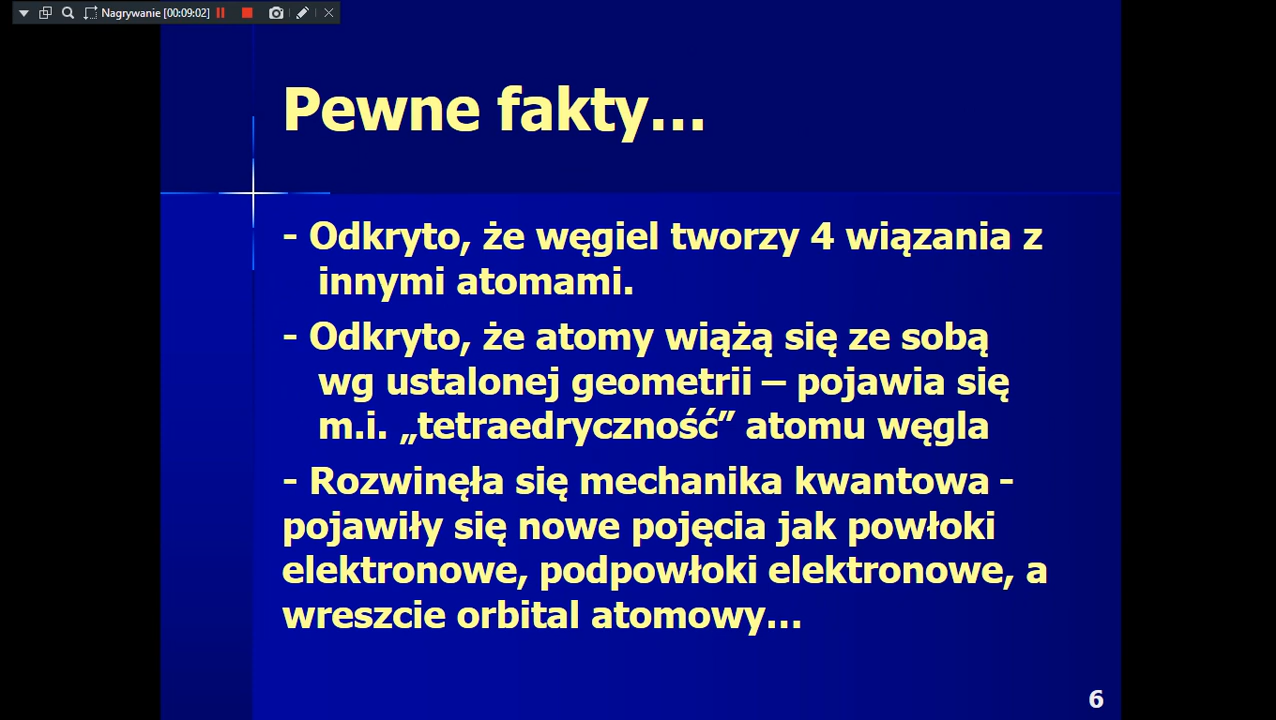 Nagrywanie [00:09:02]
Pewne fakty...
- Odkryto, że węgiel tworzy 4 wiązania z
innymi atomami.
- Odkryto, że atomy wiążą się ze sobą
wg ustalonej geometrii – pojawia się
m.i. „tetraedryczność” atomu węgla
- Rozwinęła się mechanika kwantowa -
pojawiły się nowe pojęcia jak powłoki
elektronowe, podpowłoki elektronowe, a
wreszcie orbital atomowy...
6